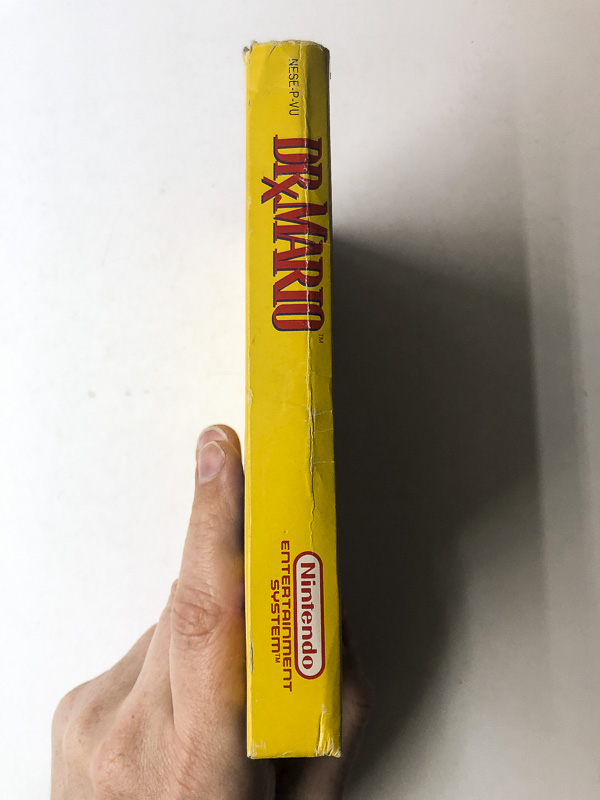 NESE-P-VU
DR. MARIO™
Nintendo
ENTERTAINMENT
SYSTEM™